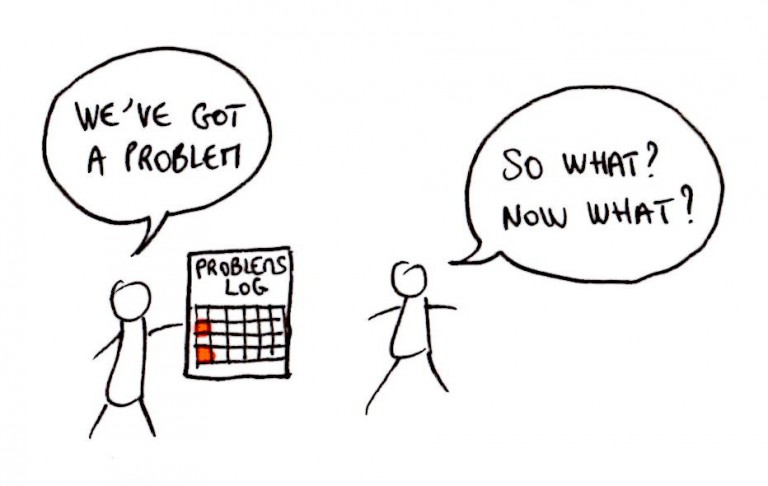 WE'VE GOT
A PROBLEM
PROBLEMS
LOG
SO WHAT?
NOW WHAT?